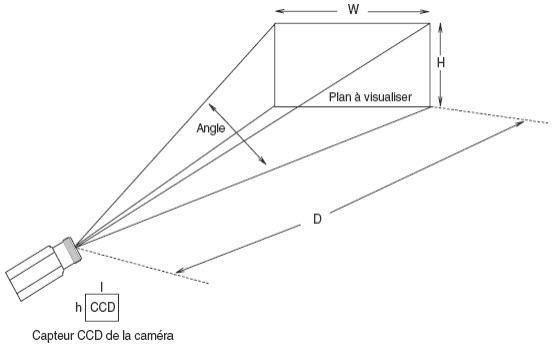 W
H
Plan à visualiser
Angle
D
l
h CCD
Capteur CCD de la caméra